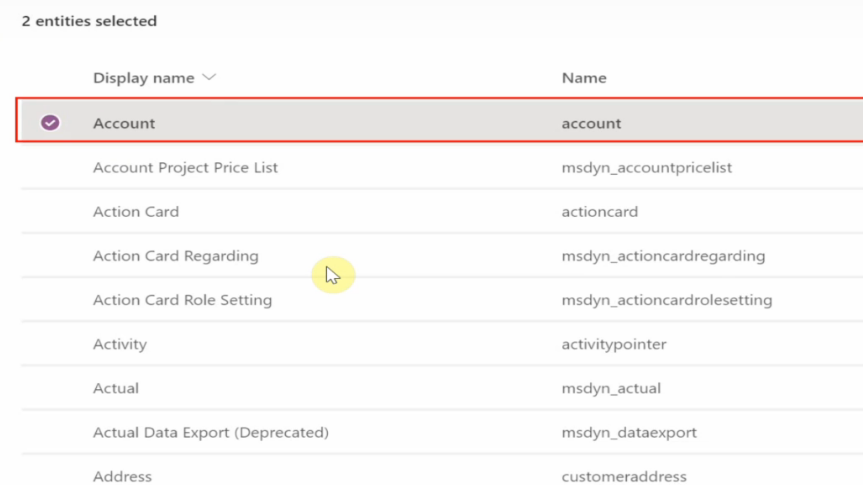 2 entities selected
Display name Name
Account account
Account Project Price List msdyn_accountpricelist
Action Card actioncard
Action Card Regarding msdyn_actioncardregarding
Action Card Role Setting msdyn_actioncardrolesetting
Activity activitypointer
Actual msdyn_actual
Actual Data Export (Deprecated) msdyn_dataexport
Address customeraddress